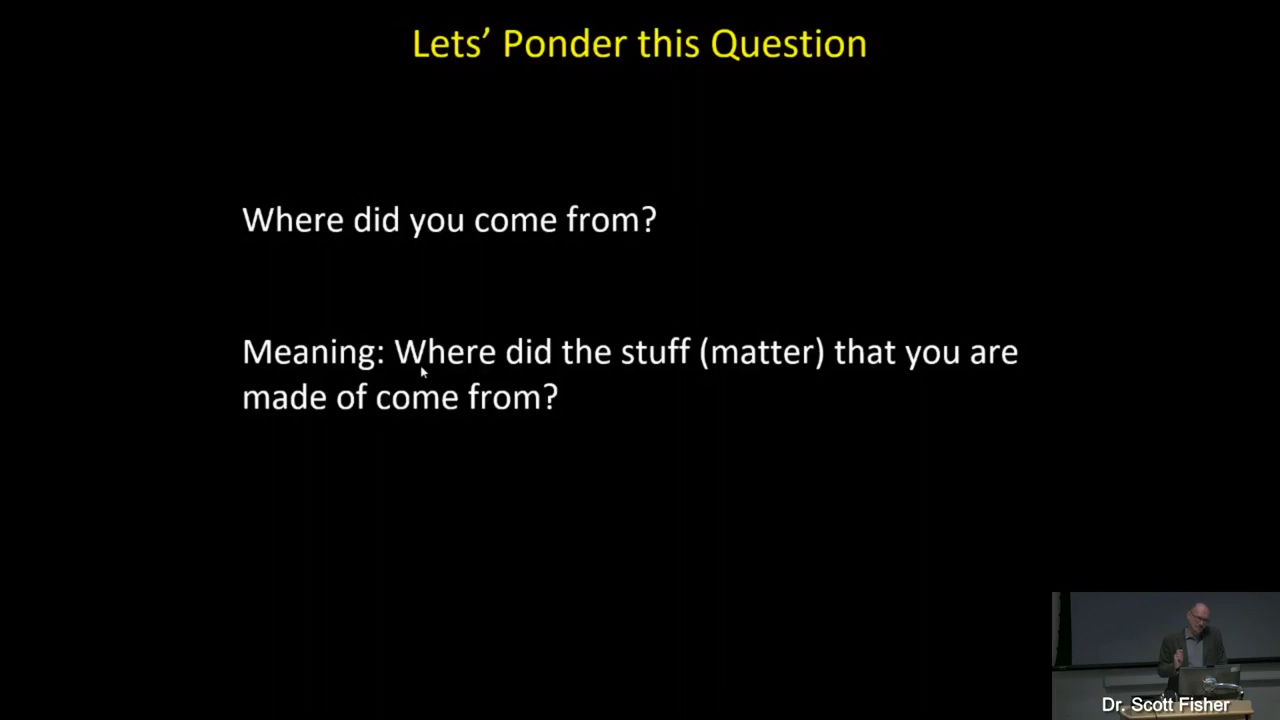 Lets’ Ponder this Question
Where did you come from?
Meaning: Where did the stuff (matter) that you are
made of come from?
Dr. Scott Fisher